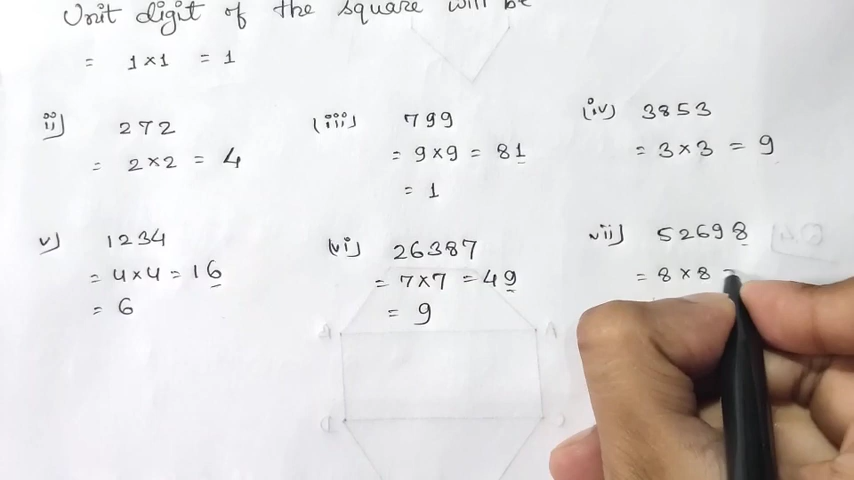 Unit digit of the square will be
= 1×1 = 1
ii) 272
= 2×2 = 4
(iii) 799
= 9×9 = 81
= 1
(iv) 3853
= 3×3 = 9
v) 1234
= 4×4 = 16
= 6
(vi) 26387
= 7×7 = 49
= 9
vii) 52698
= 8×8